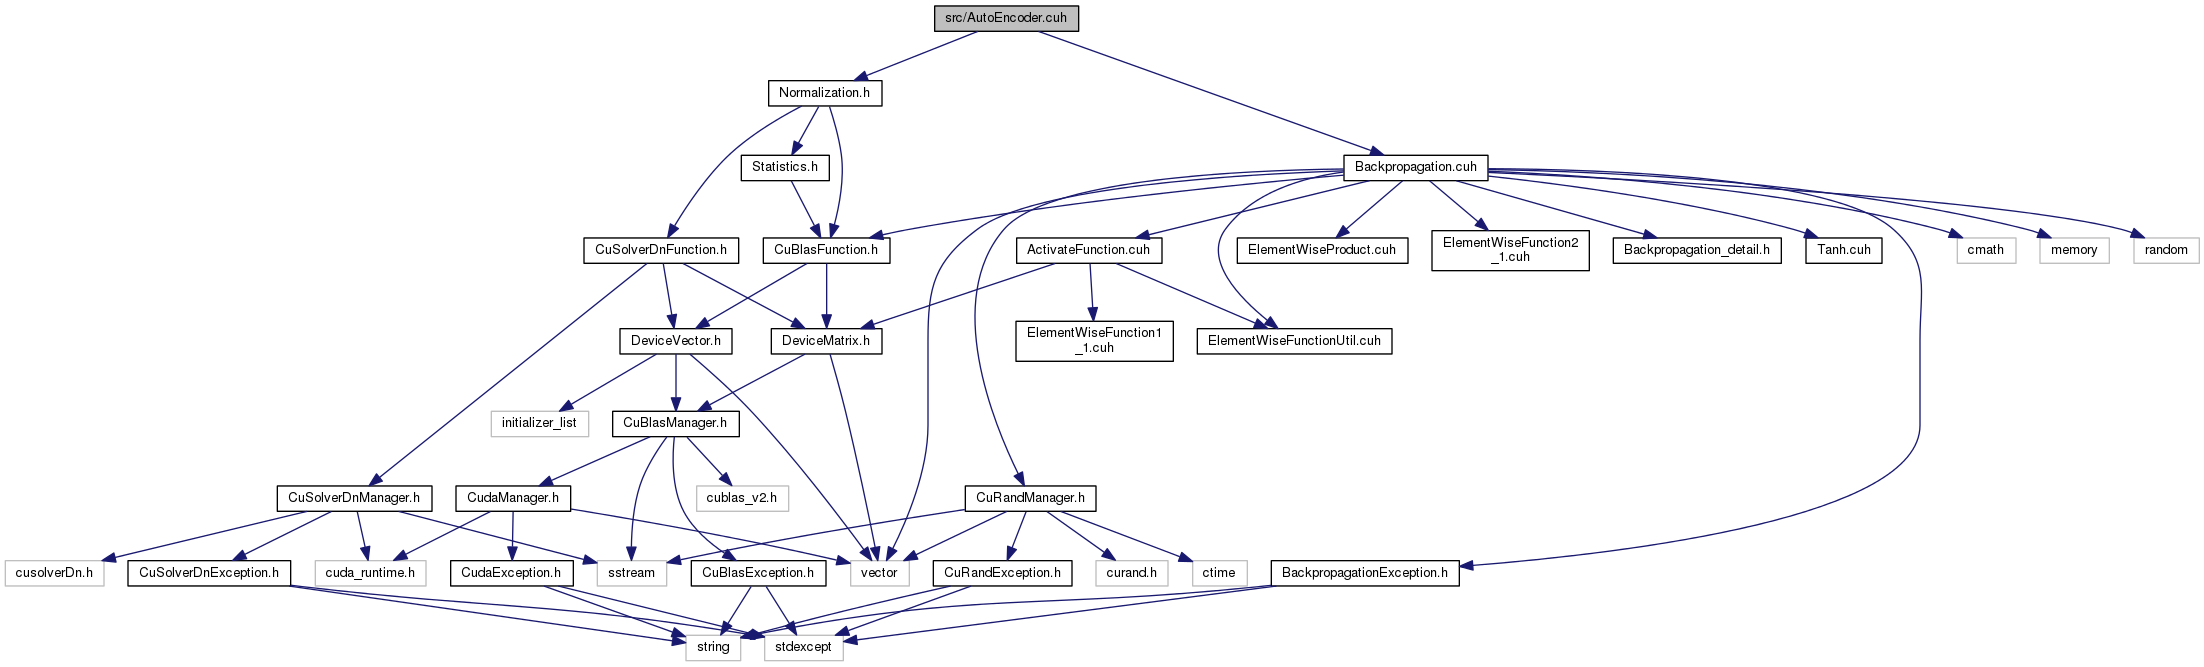 src/AutoEncoder.cuh
Normalization.h
Statistics.h
Backpropagation.cuh
CuSolverDnFunction.h
CuBlasFunction.h
ActivateFunction.cuh
ElementWiseProduct.cuh
ElementWiseFunction2
_1.cuh
Backpropagation_detail.h
Tanh.cuh
cmath
memory
random
DeviceVector.h
DeviceMatrix.h
ElementWiseFunction1
_1.cuh
ElementWiseFunctionUtil.cuh
initializer_list
CuBlasManager.h
CuSolverDnManager.h
CudaManager.h
cublas_v2.h
CuRandManager.h
cusolverDn.h
CuSolverDnException.h
cuda_runtime.h
CudaException.h
sstream
CuBlasException.h
vector
CuRandException.h
curand.h
ctime
BackpropagationException.h
string
stdexcept